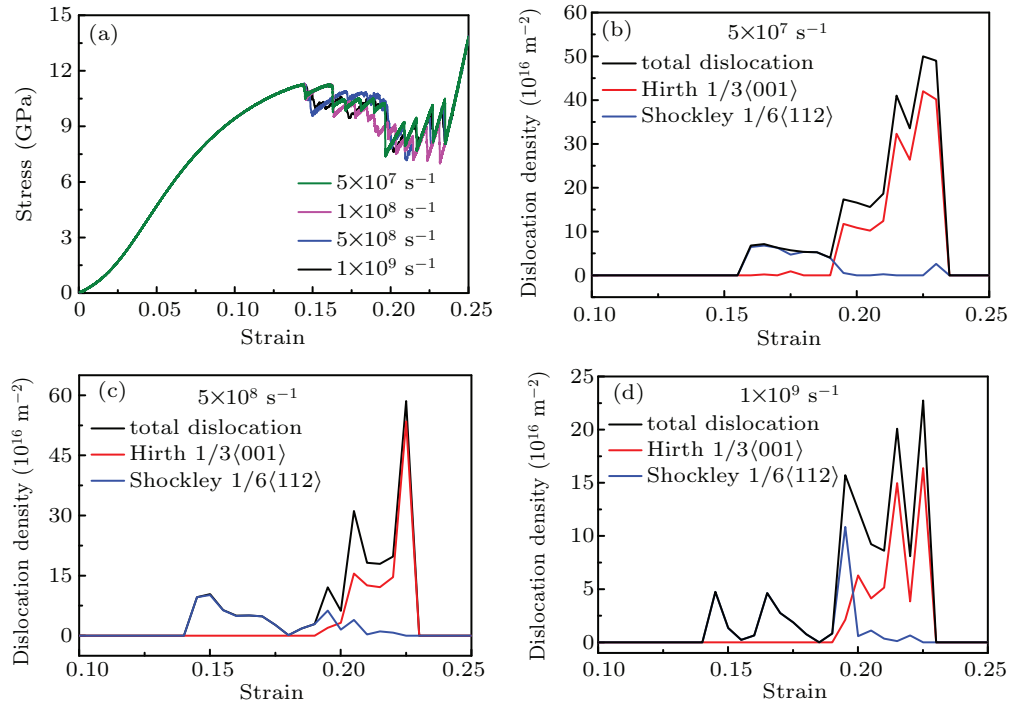 (a)
Stress (GPa)
15
12
9
6
3
0
5×10⁷ s⁻¹
1×10⁸ s⁻¹
5×10⁸ s⁻¹
1×10⁹ s⁻¹
0 0.05 0.10 0.15 0.20 0.25
Strain
(b)
5×10⁷ s⁻¹
Dislocation density (10¹⁶ m⁻²)
60
50
40
30
20
10
0
total dislocation
Hirth 1/3⟨001⟩
Shockley 1/6⟨112⟩
0.10 0.15 0.20 0.25
Strain
(c)
5×10⁸ s⁻¹
Dislocation density (10¹⁶ m⁻²)
60
45
30
15
0
total dislocation
Hirth 1/3⟨001⟩
Shockley 1/6⟨112⟩
0.10 0.15 0.20 0.25
Strain
(d)
1×10⁹ s⁻¹
Dislocation density (10¹⁶ m⁻²)
25
20
15
10
5
0
total dislocation
Hirth 1/3⟨001⟩
Shockley 1/6⟨112⟩
0.10 0.15 0.20 0.25
Strain